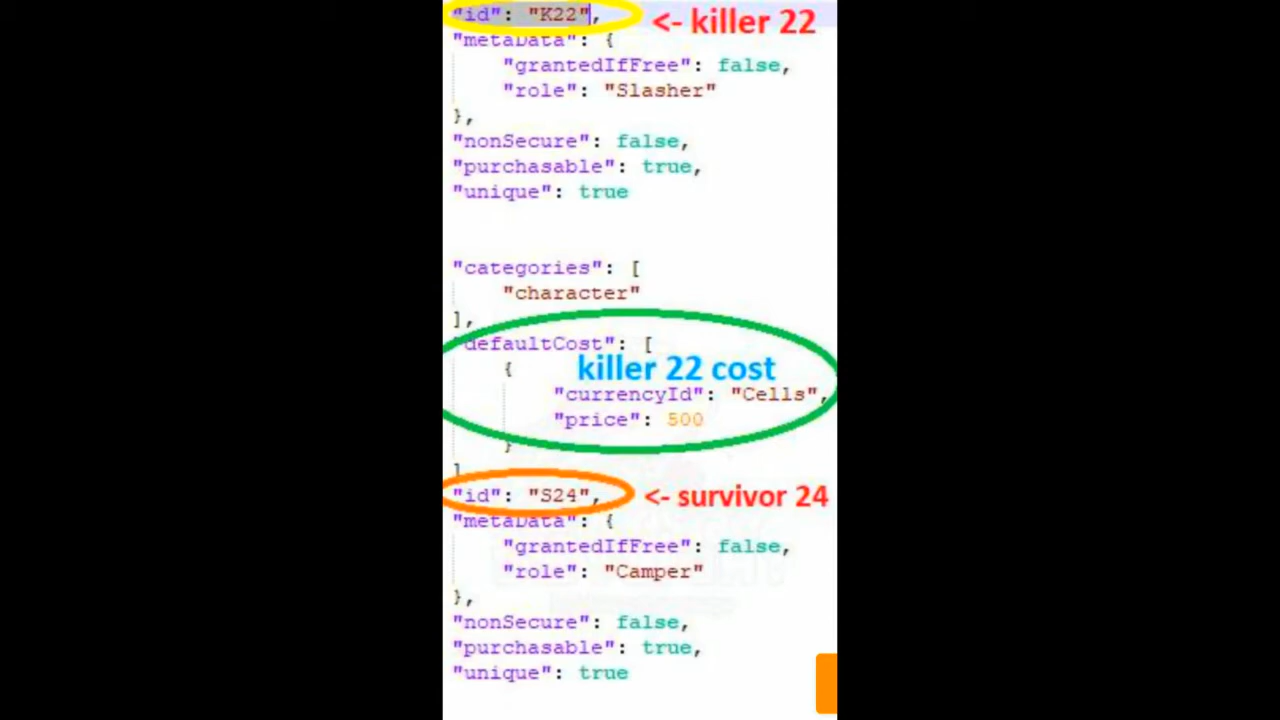 "id": "K22", <- killer 22
"metaData": {
"grantedIfFree": false,
"role": "Slasher"
},
"nonSecure": false,
"purchasable": true,
"unique": true
"categories": [
"character"
],
"defaultCost": [
{ killer 22 cost
"currencyId": "Cells",
"price": 500
}
]
"id": "S24", <- survivor 24
"metaData": {
"grantedIfFree": false,
"role": "Camper"
},
"nonSecure": false,
"purchasable": true,
"unique": true